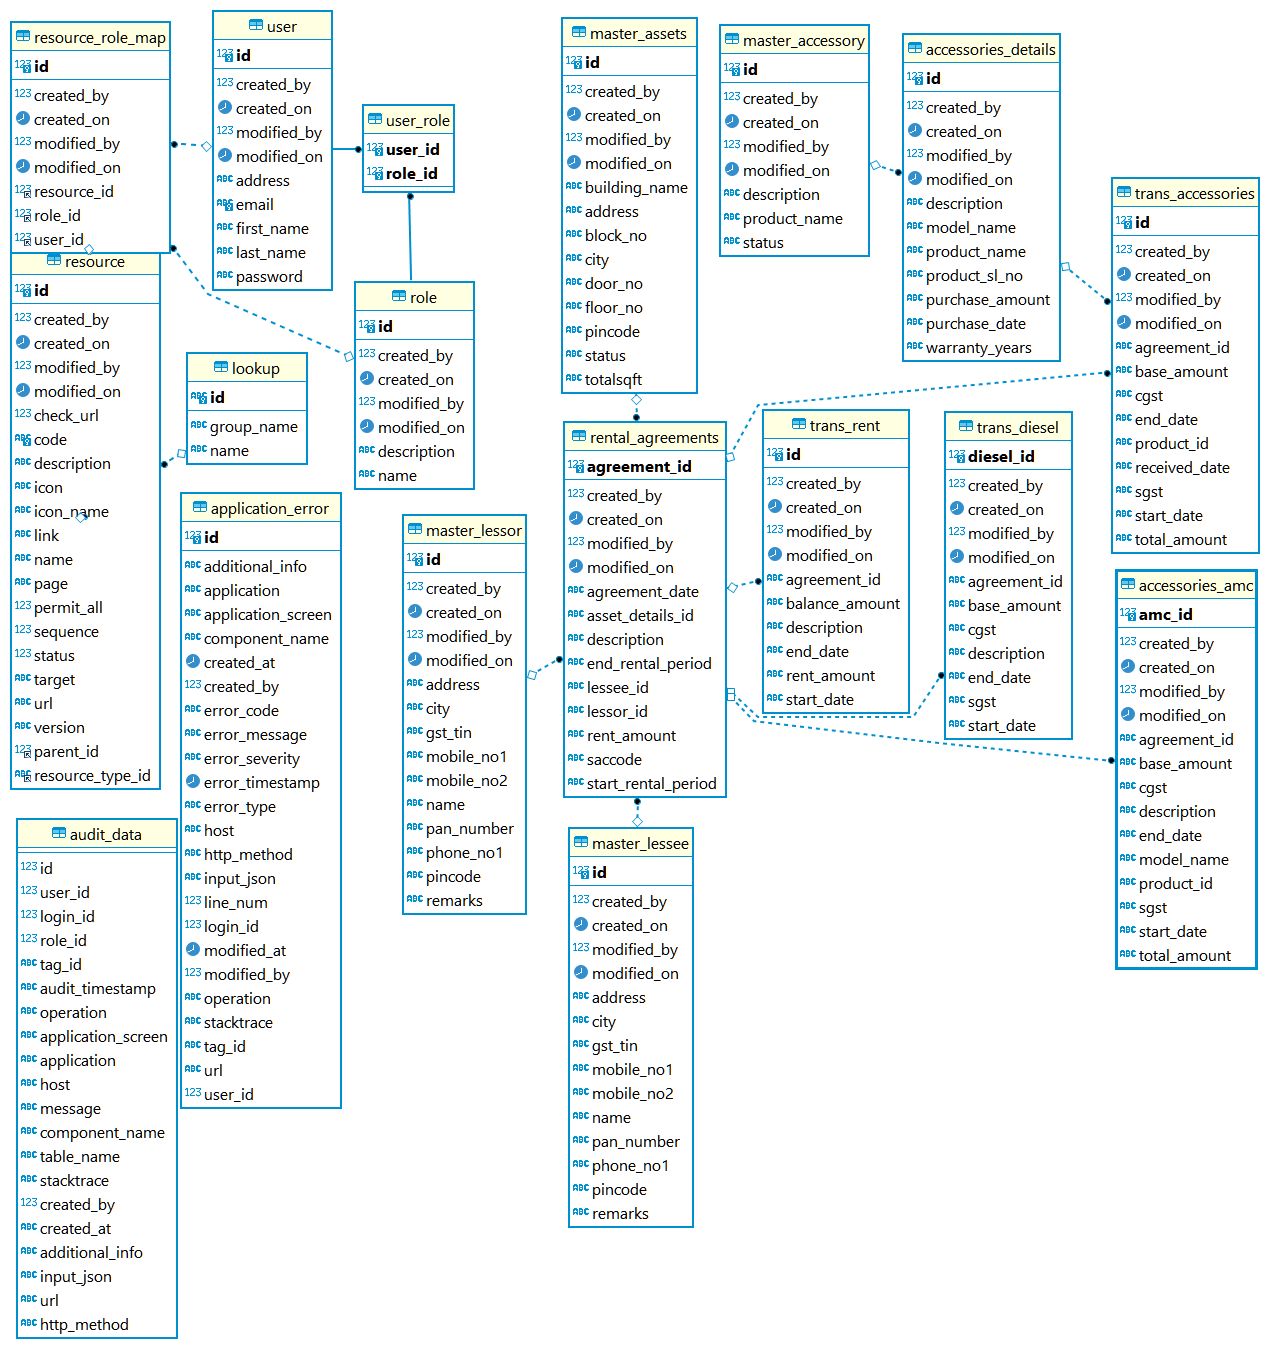 resource_role_map
id
created_by
created_on
modified_by
modified_on
resource_id
role_id
user_id
resource
id
created_by
created_on
modified_by
modified_on
check_url
code
description
icon
icon_name
link
name
page
permit_all
sequence
status
target
url
version
parent_id
resource_type_id
audit_data
id
user_id
login_id
role_id
tag_id
audit_timestamp
operation
application_screen
application
host
message
component_name
table_name
stacktrace
created_by
created_at
additional_info
input_json
url
http_method
user
id
created_by
created_on
modified_by
modified_on
address
email
first_name
last_name
password
user_role
user_id
role_id
role
id
created_by
created_on
modified_by
modified_on
description
name
lookup
id
group_name
name
application_error
id
additional_info
application
application_screen
component_name
created_at
created_by
error_code
error_message
error_severity
error_timestamp
error_type
host
http_method
input_json
line_num
login_id
modified_at
modified_by
operation
stacktrace
tag_id
url
user_id
master_lessor
id
created_by
created_on
modified_by
modified_on
address
city
gst_tin
mobile_no1
mobile_no2
name
pan_number
phone_no1
pincode
remarks
master_assets
id
created_by
created_on
modified_by
modified_on
building_name
address
block_no
city
door_no
floor_no
pincode
status
totalsqft
rental_agreements
agreement_id
created_by
created_on
modified_by
modified_on
agreement_date
asset_details_id
description
end_rental_period
lessee_id
lessor_id
rent_amount
saccode
start_rental_period
master_lessee
id
created_by
created_on
modified_by
modified_on
address
city
gst_tin
mobile_no1
mobile_no2
name
pan_number
phone_no1
pincode
remarks
master_accessory
id
created_by
created_on
modified_by
modified_on
description
product_name
status
accessories_details
id
created_by
created_on
modified_by
modified_on
description
model_name
product_name
product_sl_no
purchase_amount
purchase_date
warranty_years
trans_rent
id
created_by
created_on
modified_by
modified_on
agreement_id
balance_amount
description
end_date
rent_amount
start_date
trans_diesel
diesel_id
created_by
created_on
modified_by
modified_on
agreement_id
base_amount
cgst
description
end_date
sgst
start_date
trans_accessories
id
created_by
created_on
modified_by
modified_on
agreement_id
base_amount
cgst
end_date
product_id
received_date
sgst
start_date
total_amount
accessories_amc
amc_id
created_by
created_on
modified_by
modified_on
agreement_id
base_amount
cgst
description
end_date
model_name
product_id
sgst
start_date
total_amount